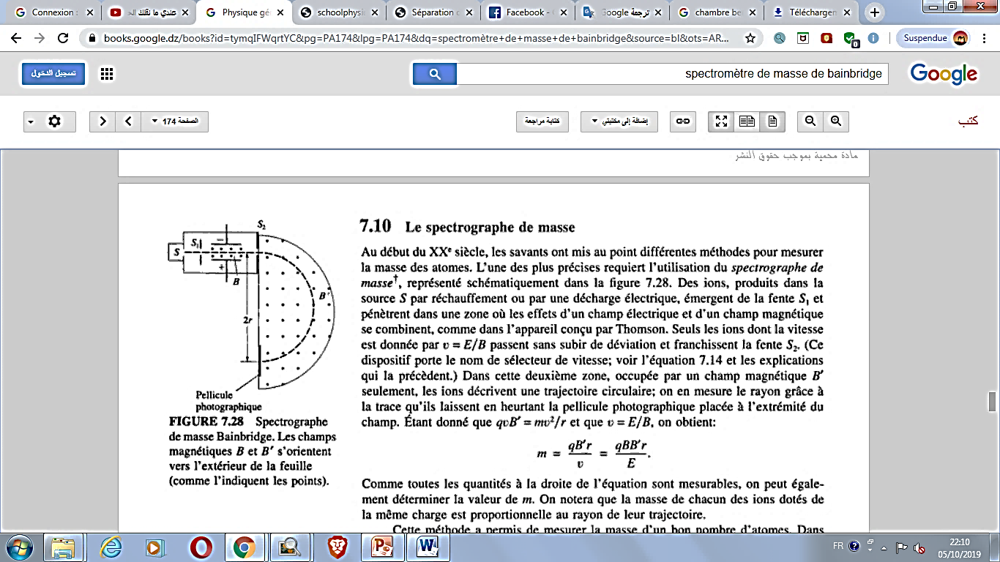 Connexion :
عندي ما نقلك
Physique gé
schoolphysi
Séparation
Facebook -
Google ترجمة
chambre be
Téléchargen
books.google.dz/books?id=tymqIFWqrtYC&pg=PA174&lpg=PA174&dq=spectromètre+de+masse+de+bainbridge&source=bl&ots=AR...
0
Suspendue
تسجيل الدخول
spectromètre de masse de bainbridge
Google
الصفحة 174
كتابة مراجعة
إضافة إلى مكتبتي
كتب
مادة محمية بموجب حقوق النشر
S₂
S
S₁
−
+
B
B'
2r
Pellicule
photographique
FIGURE 7.28 Spectrographe
de masse Bainbridge. Les champs
magnétiques B et B' s'orientent
vers l'extérieur de la feuille
(comme l'indiquent les points).
7.10 Le spectrographe de masse
Au début du XXe siècle, les savants ont mis au point différentes méthodes pour mesurer
la masse des atomes. L'une des plus précises requiert l'utilisation du spectrographe de
masse†, représenté schématiquement dans la figure 7.28. Des ions, produits dans la
source S par réchauffement ou par une décharge électrique, émergent de la fente S₁ et
pénètrent dans une zone où les effets d'un champ électrique et d'un champ magnétique
se combinent, comme dans l'appareil conçu par Thomson. Seuls les ions dont la vitesse
est donnée par v = E/B passent sans subir de déviation et franchissent la fente S₂. (Ce
dispositif porte le nom de sélecteur de vitesse; voir l'équation 7.14 et les explications
qui la précèdent.) Dans cette deuxième zone, occupée par un champ magnétique B'
seulement, les ions décrivent une trajectoire circulaire; on en mesure le rayon grâce à
la trace qu'ils laissent en heurtant la pellicule photographique placée à l'extrémité du
champ. Étant donné que qvB' = mv²/r et que v = E/B, on obtient:
m = qB'r / v = qBB'r / E.
Comme toutes les quantités à la droite de l'équation sont mesurables, on peut égale-
ment déterminer la valeur de m. On notera que la masse de chacun des ions dotés de
la même charge est proportionnelle au rayon de leur trajectoire.
Cette méthode a permis de mesurer la masse d'un bon nombre d'atomes. Dans
FR
22:10
05/10/2019